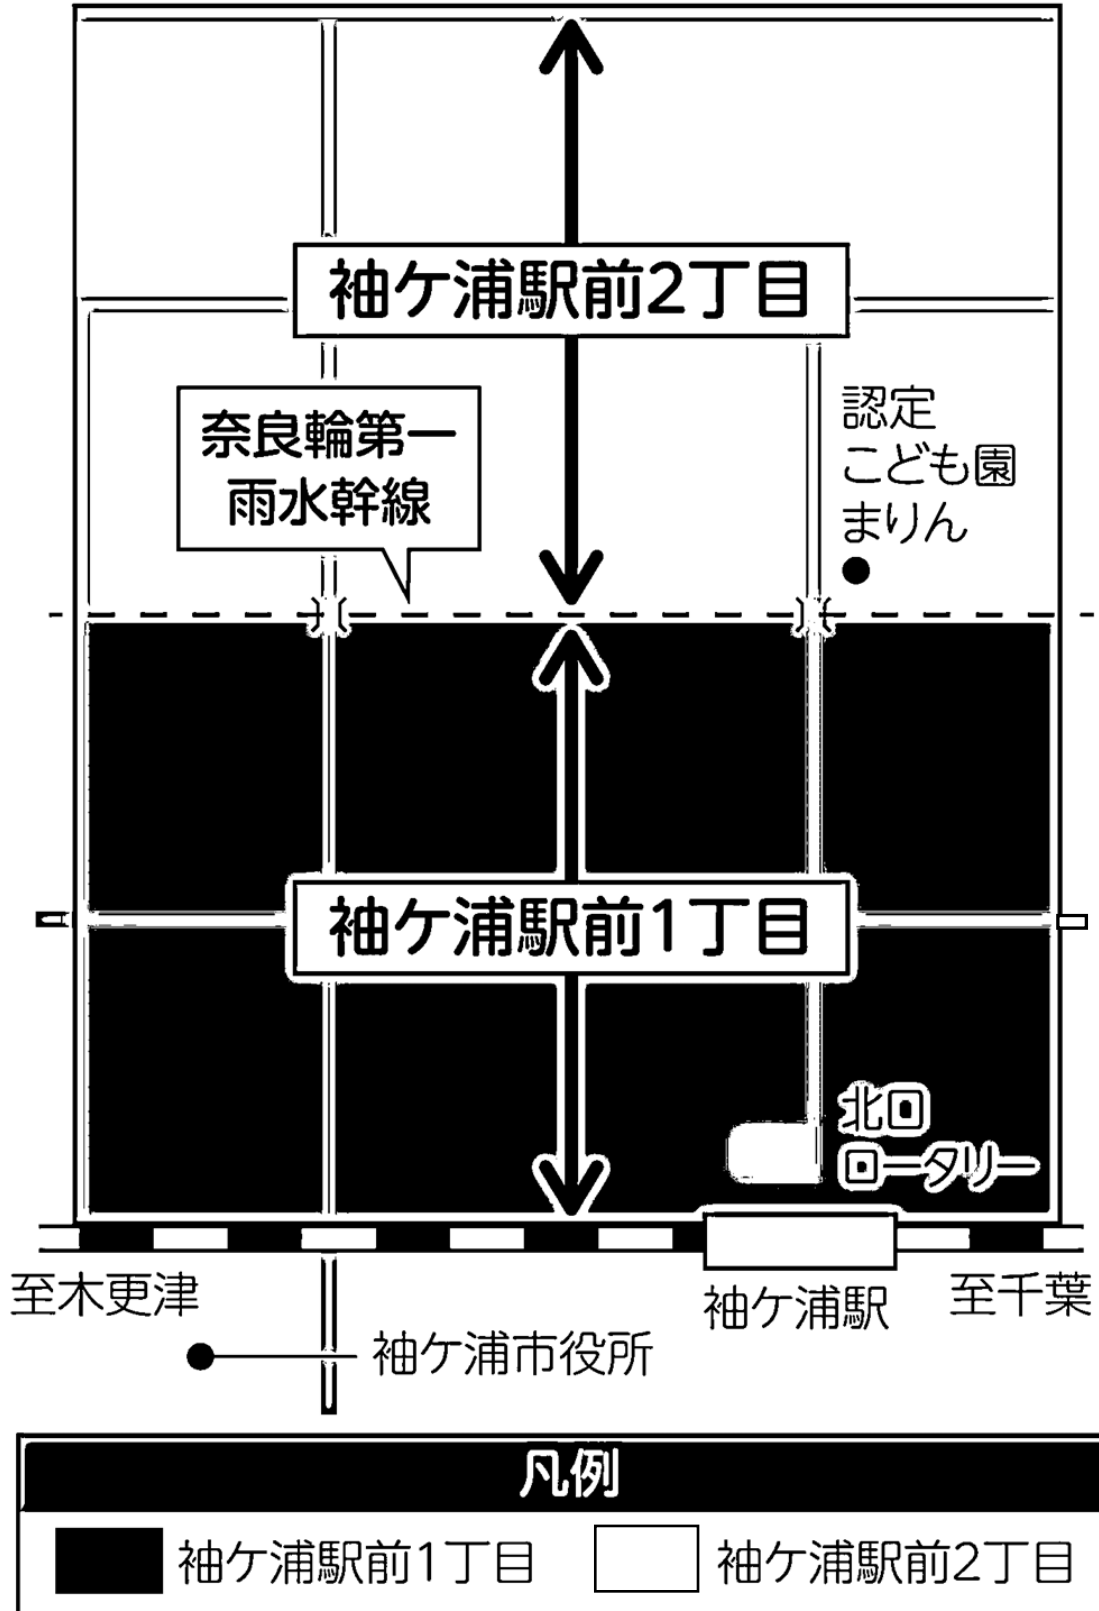 袖ケ浦駅前2丁目
奈良輪第一
雨水幹線
認定
こども園
まりん
袖ケ浦駅前1丁目
北口
ロータリー
至木更津
袖ケ浦駅
至千葉
袖ケ浦市役所
凡例
袖ケ浦駅前1丁目
袖ケ浦駅前2丁目